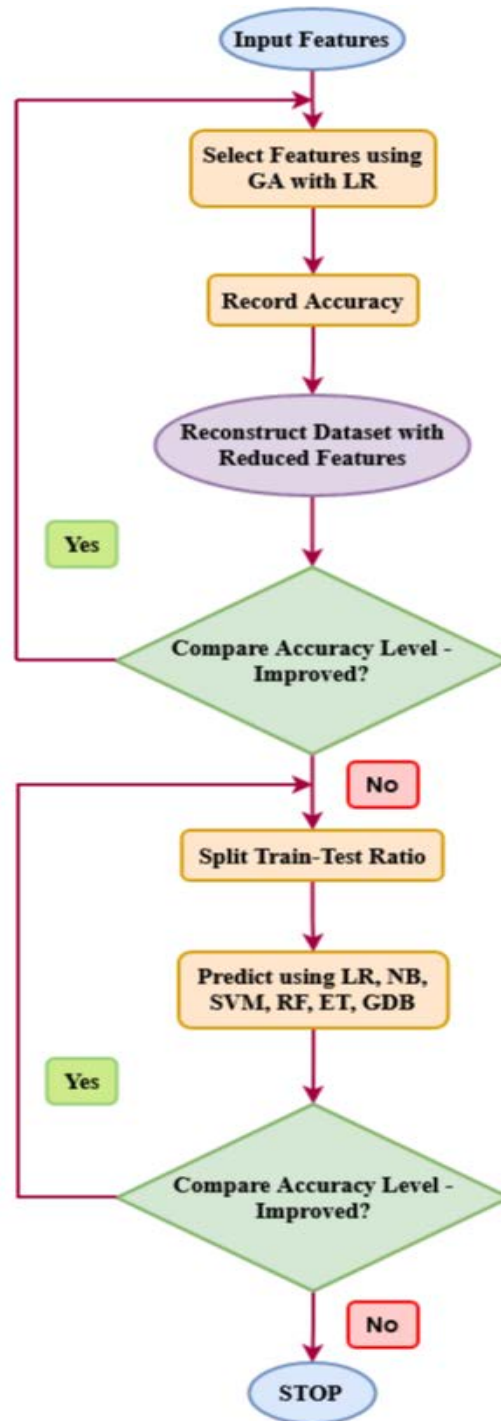 Input Features
Select Features using
GA with LR
Record Accuracy
Reconstruct Dataset with
Reduced Features
Yes
Compare Accuracy Level -
Improved?
No
Split Train-Test Ratio
Predict using LR, NB,
SVM, RF, ET, GDB
Yes
Compare Accuracy Level -
Improved?
No
STOP